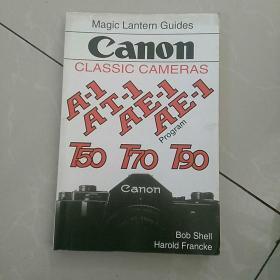 Magic Lantern Guides
Canon
CLASSIC CAMERAS
A-1
AT-1
AE-1
AE-1
Program
T50 T70 T90
Canon
Bob Shell
Harold Francke